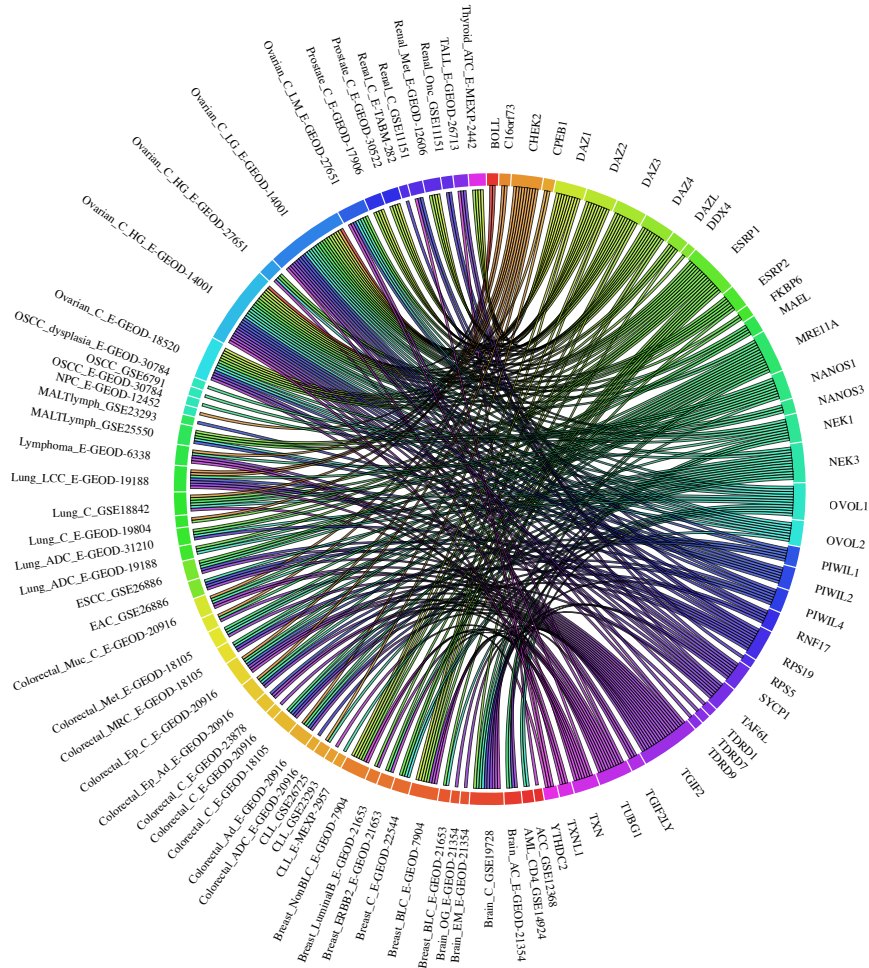 BOLL
C16orf73
CHEK2
CPEB1
DAZ1
DAZ2
DAZ3
DAZ4
DAZL
DDX4
ESRP1
ESRP2
FKBP6
MAEL
MRE11A
NANOS1
NANOS3
NEK1
NEK3
OVOL1
OVOL2
PIWIL1
PIWIL2
PIWIL4
RNF17
RPS19
RPS5
SYCP1
TAF6L
TDRD1
TDRD7
TDRD9
TGIF2
TGIF2LY
TUBG1
TXN
TXNL1
YTHDC2
ACC_GSE12368
AML_CD4_GSE14924
Brain_AC_E-GEOD-21354
Brain_C_GSE19728
Brain_EM_E-GEOD-21354
Brain_OG_E-GEOD-21354
Breast_BLC_E-GEOD-21653
Breast_BLC_E-GEOD-7904
Breast_C_E-GEOD-22544
Breast_ERBB2_E-GEOD-21653
Breast_LuminalB_E-GEOD-21653
Breast_NonBLC_E-GEOD-7904
CLL_E-MEXP-2957
CLL_GSE23293
CLL_GSE26725
Colorectal_ADC_E-GEOD-20916
Colorectal_Ad_E-GEOD-20916
Colorectal_C_E-GEOD-18105
Colorectal_C_E-GEOD-20916
Colorectal_C_E-GEOD-23878
Colorectal_Ep_Ad_E-GEOD-20916
Colorectal_Ep_C_E-GEOD-20916
Colorectal_MRC_E-GEOD-18105
Colorectal_Met_E-GEOD-18105
Colorectal_Muc_C_E-GEOD-20916
EAC_GSE26886
ESCC_GSE26886
Lung_ADC_E-GEOD-19188
Lung_ADC_E-GEOD-31210
Lung_C_E-GEOD-19804
Lung_C_GSE18842
Lung_LCC_E-GEOD-19188
Lymphoma_E-GEOD-6338
MALTLymph_GSE25550
MALTlymph_GSE23293
NPC_E-GEOD-12452
OSCC_E-GEOD-30784
OSCC_GSE6791
OSCC_dysplasia_E-GEOD-30784
Ovarian_C_E-GEOD-18520
Ovarian_C_HG_E-GEOD-14001
Ovarian_C_HG_E-GEOD-27651
Ovarian_C_LG_E-GEOD-14001
Ovarian_C_LM_E-GEOD-27651
Prostate_C_E-GEOD-17906
Prostate_C_E-GEOD-30522
Renal_C_E-TABM-282
Renal_C_GSE11151
Renal_Met_E-GEOD-12606
Renal_Onc_GSE11151
TALL_E-GEOD-26713
Thyroid_ATC_E-MEXP-2442